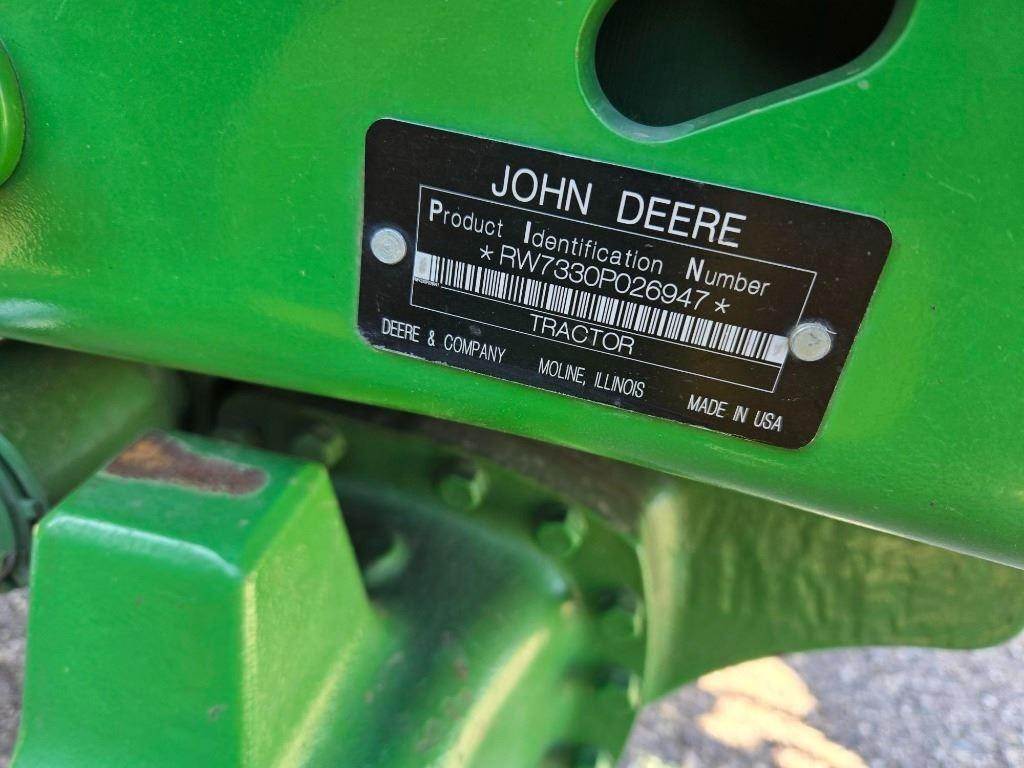 JOHN DEERE
Product Identification Number
*RW7330P026947*
TRACTOR
DEERE & COMPANY MOLINE, ILLINOIS MADE IN USA